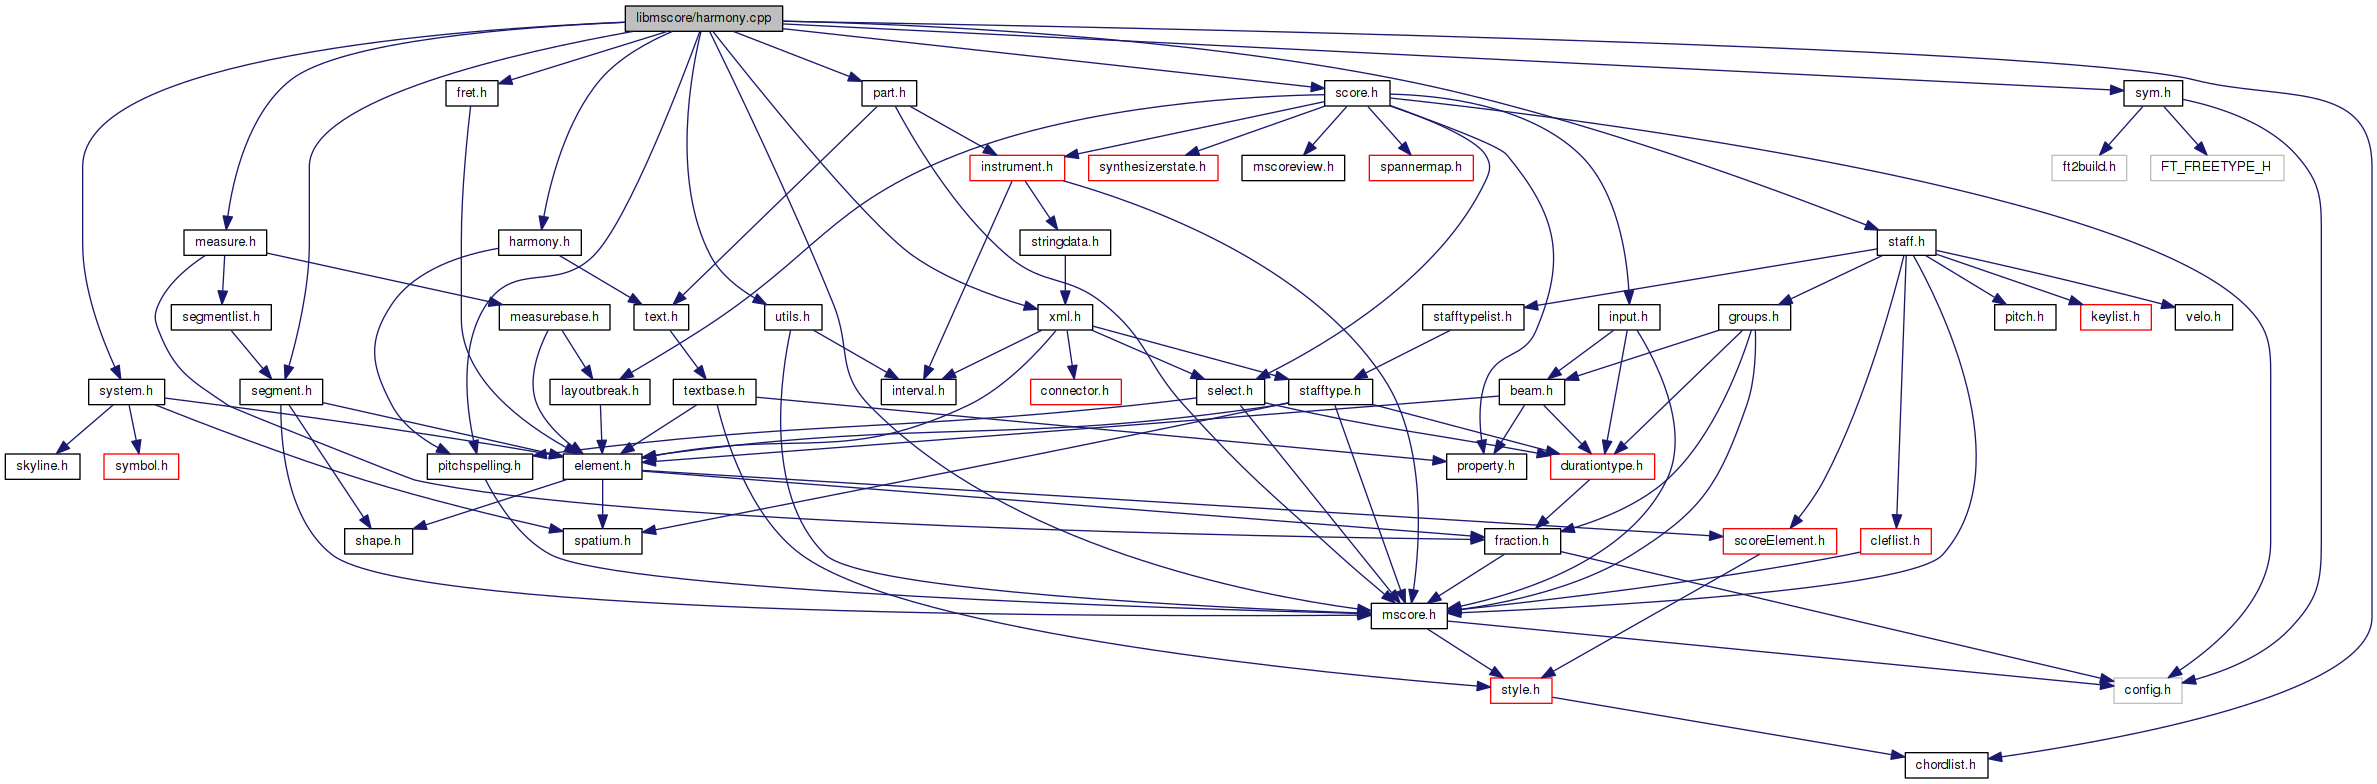 libmscore/harmony.cpp
fret.h
part.h
score.h
sym.h
instrument.h
synthesizerstate.h
mscoreview.h
spannermap.h
ft2build.h
FT_FREETYPE_H
measure.h
harmony.h
stringdata.h
staff.h
segmentlist.h
measurebase.h
text.h
utils.h
xml.h
stafftypelist.h
input.h
groups.h
pitch.h
keylist.h
velo.h
system.h
segment.h
layoutbreak.h
textbase.h
interval.h
connector.h
select.h
stafftype.h
beam.h
skyline.h
symbol.h
pitchspelling.h
element.h
property.h
durationtype.h
shape.h
spatium.h
fraction.h
scoreElement.h
cleflist.h
mscore.h
style.h
config.h
chordlist.h